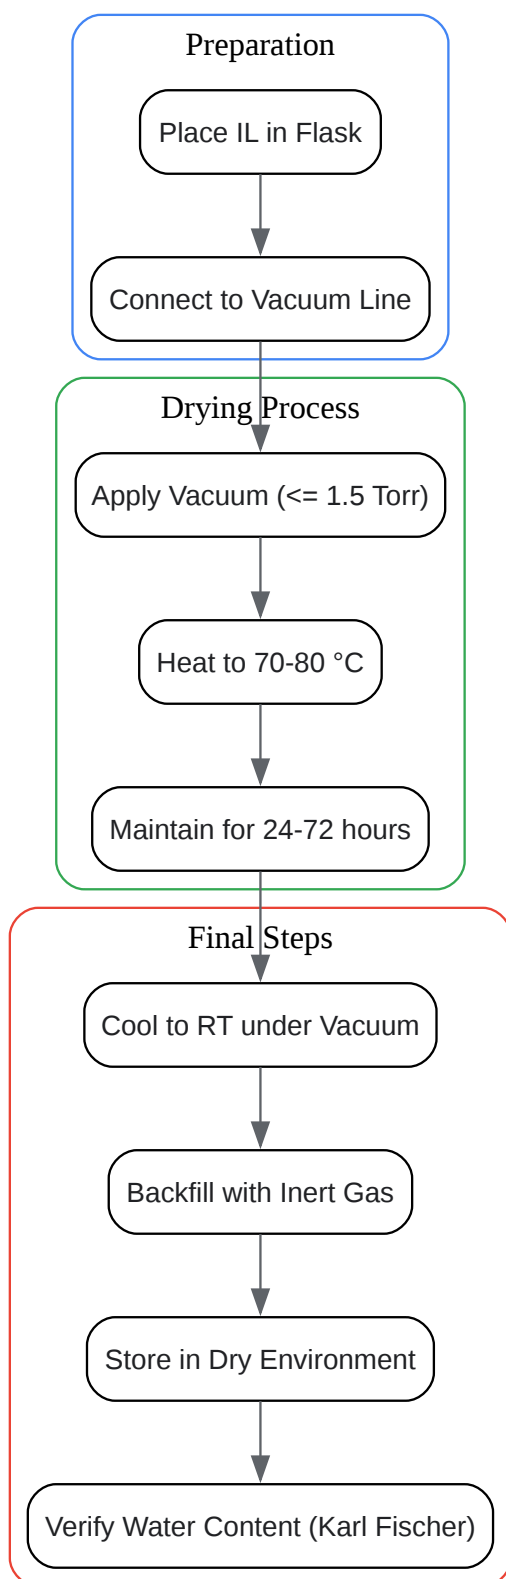 Preparation
Place IL in Flask
Connect to Vacuum Line
Drying Process
Apply Vacuum (<= 1.5 Torr)
Heat to 70-80 °C
Maintain for 24-72 hours
Final Steps
Cool to RT under Vacuum
Backfill with Inert Gas
Store in Dry Environment
Verify Water Content (Karl Fischer)